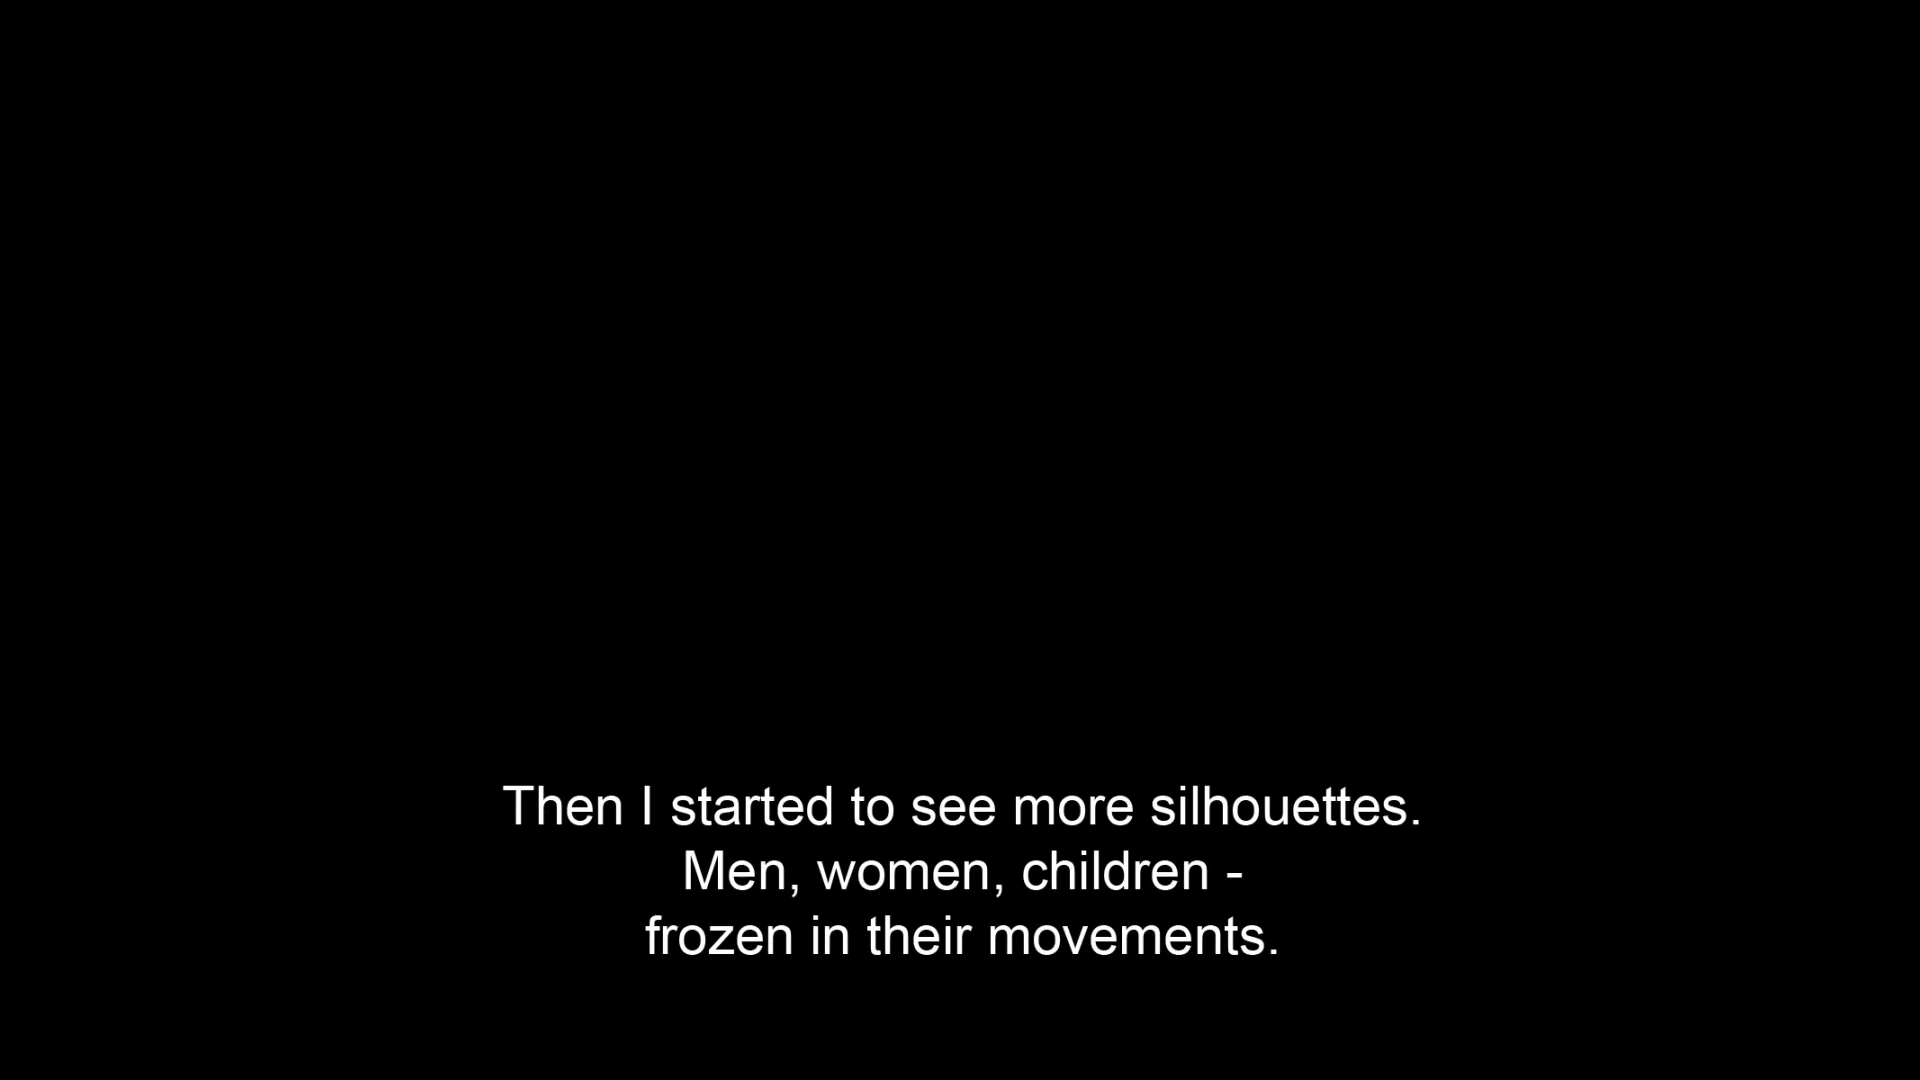 Then I started to see more silhouettes.
Men, women, children -
frozen in their movements.